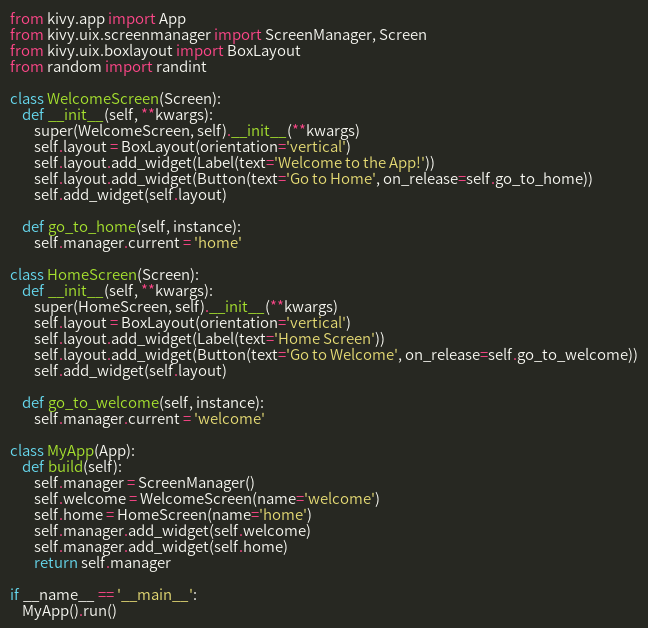 from kivy.app import App
from kivy.uix.screenmanager import ScreenManager, Screen
from kivy.uix.boxlayout import BoxLayout
from random import randint

class WelcomeScreen(Screen):
    def __init__(self, **kwargs):
        super(WelcomeScreen, self).__init__(**kwargs)
        self.layout = BoxLayout(orientation='vertical')
        self.layout.add_widget(Label(text='Welcome to the App!'))
        self.layout.add_widget(Button(text='Go to Home', on_release=self.go_to_home))
        self.add_widget(self.layout)

    def go_to_home(self, instance):
        self.manager.current = 'home'

class HomeScreen(Screen):
    def __init__(self, **kwargs):
        super(HomeScreen, self).__init__(**kwargs)
        self.layout = BoxLayout(orientation='vertical')
        self.layout.add_widget(Label(text='Home Screen'))
        self.layout.add_widget(Button(text='Go to Welcome', on_release=self.go_to_welcome))
        self.add_widget(self.layout)

    def go_to_welcome(self, instance):
        self.manager.current = 'welcome'

class MyApp(App):
    def build(self):
        self.manager = ScreenManager()
        self.welcome = WelcomeScreen(name='welcome')
        self.home = HomeScreen(name='home')
        self.manager.add_widget(self.welcome)
        self.manager.add_widget(self.home)
        return self.manager

if __name__ == '__main__':
    MyApp().run()